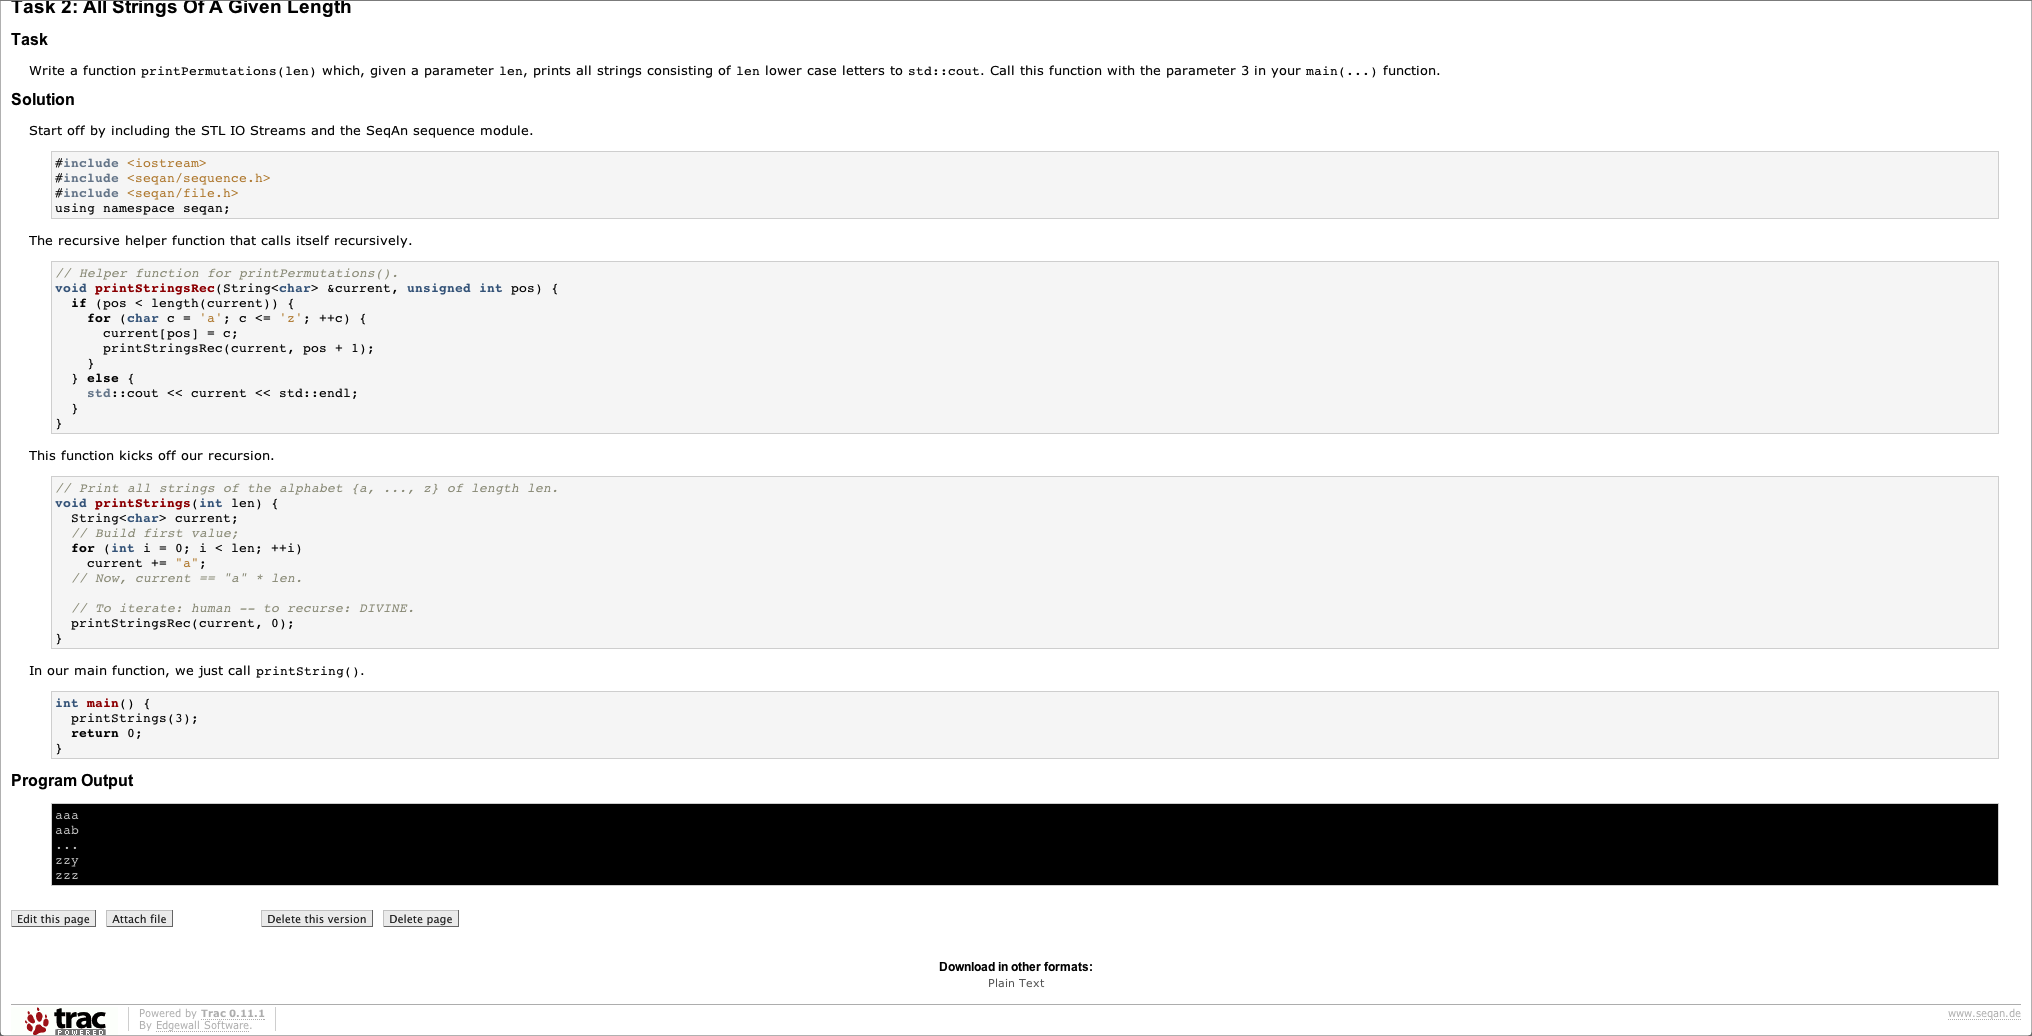 Task 2: All Strings Of A Given Length
Task
Write a function printPermutations(len) which, given a parameter len, prints all strings consisting of len lower case letters to std::cout. Call this function with the parameter 3 in your main(...) function.
Solution
Start off by including the STL IO Streams and the SeqAn sequence module.
#include <iostream>
#include <seqan/sequence.h>
#include <seqan/file.h>
using namespace seqan;
The recursive helper function that calls itself recursively.
// Helper function for printPermutations().
void printStringsRec(String<char> &current, unsigned int pos) {
  if (pos < length(current)) {
    for (char c = 'a'; c <= 'z'; ++c) {
      current[pos] = c;
      printStringsRec(current, pos + 1);
    }
  } else {
    std::cout << current << std::endl;
  }
}
This function kicks off our recursion.
// Print all strings of the alphabet {a, ..., z} of length len.
void printStrings(int len) {
  String<char> current;
  // Build first value;
  for (int i = 0; i < len; ++i)
    current += "a";
  // Now, current == "a" * len.

  // To iterate: human -- to recurse: DIVINE.
  printStringsRec(current, 0);
}
In our main function, we just call printString().
int main() {
  printStrings(3);
  return 0;
}
Program Output
aaa
aab
...
zzy
zzz
Edit this page Attach file Delete this version Delete page
Download in other formats:
Plain Text
trac
POWERED
Powered by Trac 0.11.1
By Edgewall Software.
www.seqan.de